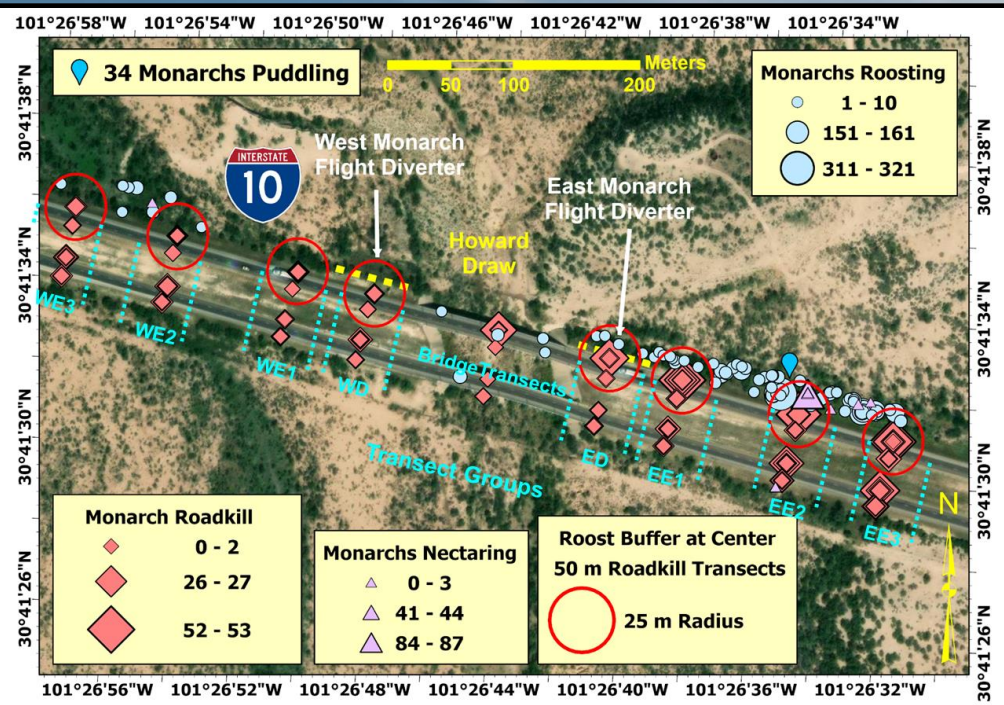 101°26'58"W 101°26'54"W 101°26'50"W 101°26'46"W 101°26'42"W 101°26'38"W 101°26'34"W
34 Monarchs Puddling
Meters
0 50 100 200
Monarchs Roosting
1 - 10
151 - 161
311 - 321
30°41'38"N
30°41'38"N
West Monarch
Flight Diverter
INTERSTATE
10
East Monarch
Flight Diverter
Howard
Draw
30°41'34"N
30°41'34"N
WE3
WE2
WE1
WD
Bridge Transects
ED
EE1
EE2
EE3
Transect Groups
30°41'30"N
30°41'30"N
N
Monarch Roadkill
0 - 2
26 - 27
52 - 53
Monarchs Nectaring
0 - 3
41 - 44
84 - 87
Roost Buffer at Center
50 m Roadkill Transects
25 m Radius
30°41'26"N
30°41'26"N
101°26'56"W 101°26'52"W 101°26'48"W 101°26'44"W 101°26'40"W 101°26'36"W 101°26'32"W